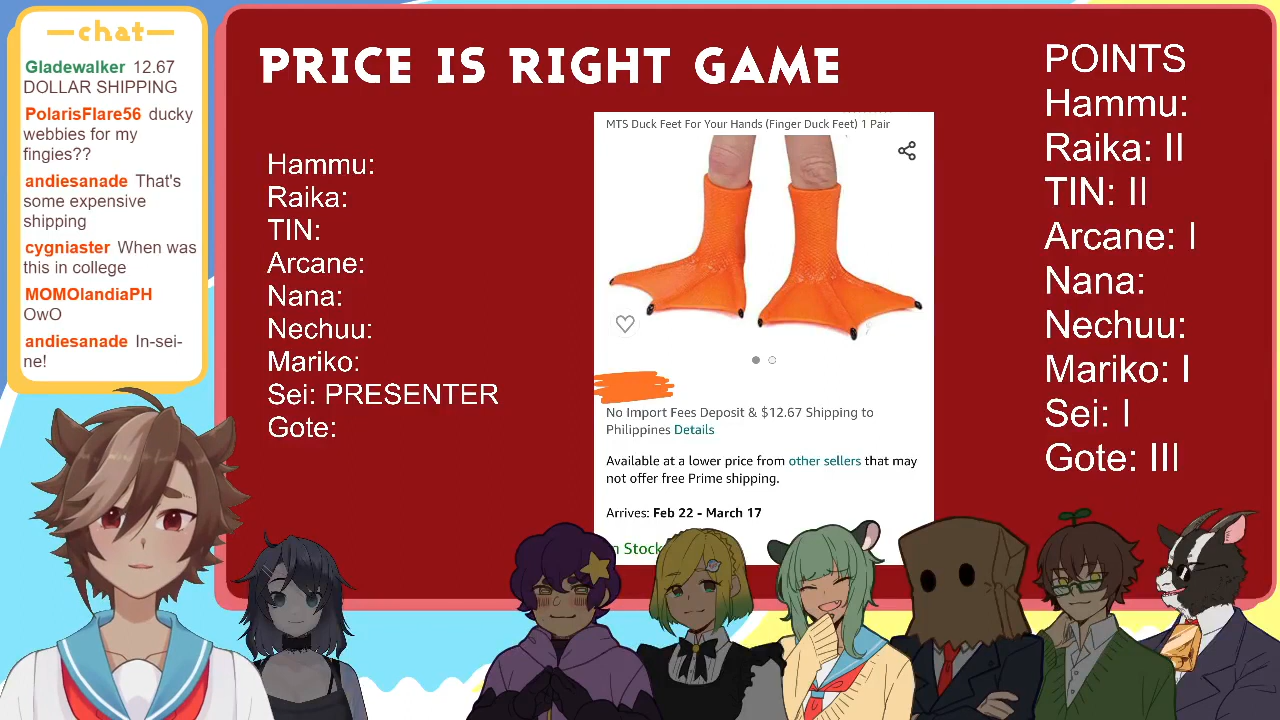 chat
Gladewalker 12.67
DOLLAR SHIPPING
PolarisFlare56 ducky
webbies for my
fingies??
andiesanade That's
some expensive
shipping
cygniaster When was
this in college
MOMOlandiaPH
OwO
andiesanade In-sei-
ne!
PRICE IS RIGHT GAME
Hammu:
Raika:
TIN:
Arcane:
Nana:
Nechuu:
Mariko:
Sei: PRESENTER
Gote:
MTS Duck Feet For Your Hands (Finger Duck Feet) 1 Pair
No Import Fees Deposit & $12.67 Shipping to
Philippines Details
Available at a lower price from other sellers that may
not offer free Prime shipping.
Arrives: Feb 22 - March 17
n Stock
POINTS
Hammu:
Raika: II
TIN: II
Arcane: I
Nana:
Nechuu:
Mariko: I
Sei: I
Gote: III